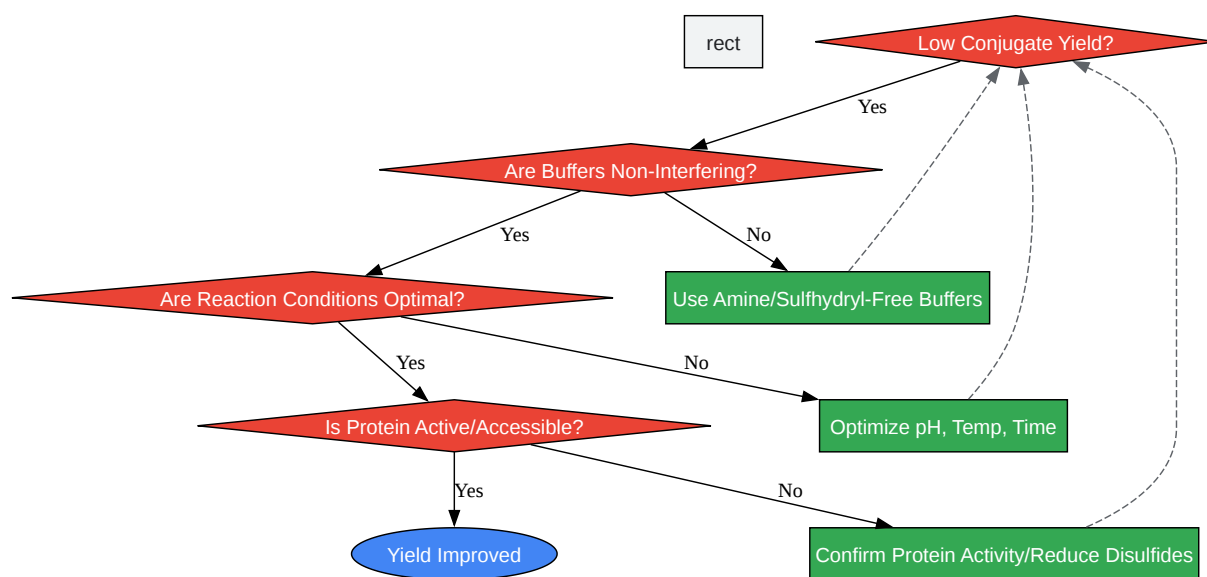 rect
Low Conjugate Yield?
Yes
Are Buffers Non-Interfering?
Yes
No
Are Reaction Conditions Optimal?
Use Amine/Sulfhydryl-Free Buffers
Yes
No
Is Protein Active/Accessible?
Optimize pH, Temp, Time
Yes
No
Yield Improved
Confirm Protein Activity/Reduce Disulfides